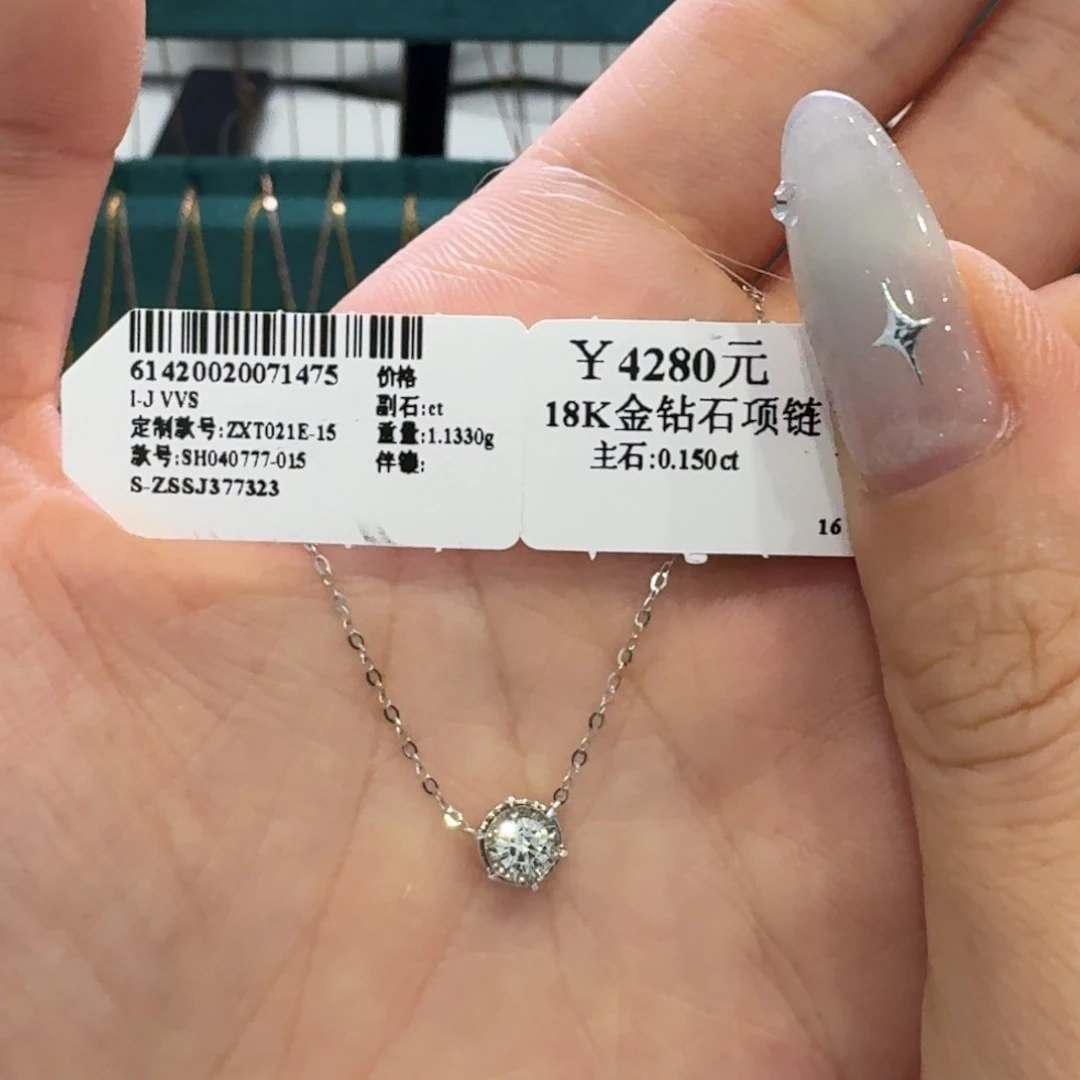 61420020071475
I-J VVS
定制款号:ZXT021E-15
款号:SH040777-015
S-ZSSJ377323
价格
副石:ct
重量:1.1330g
伴镶:
￥4280元
18K金钻石项链
主石:0.150ct
16